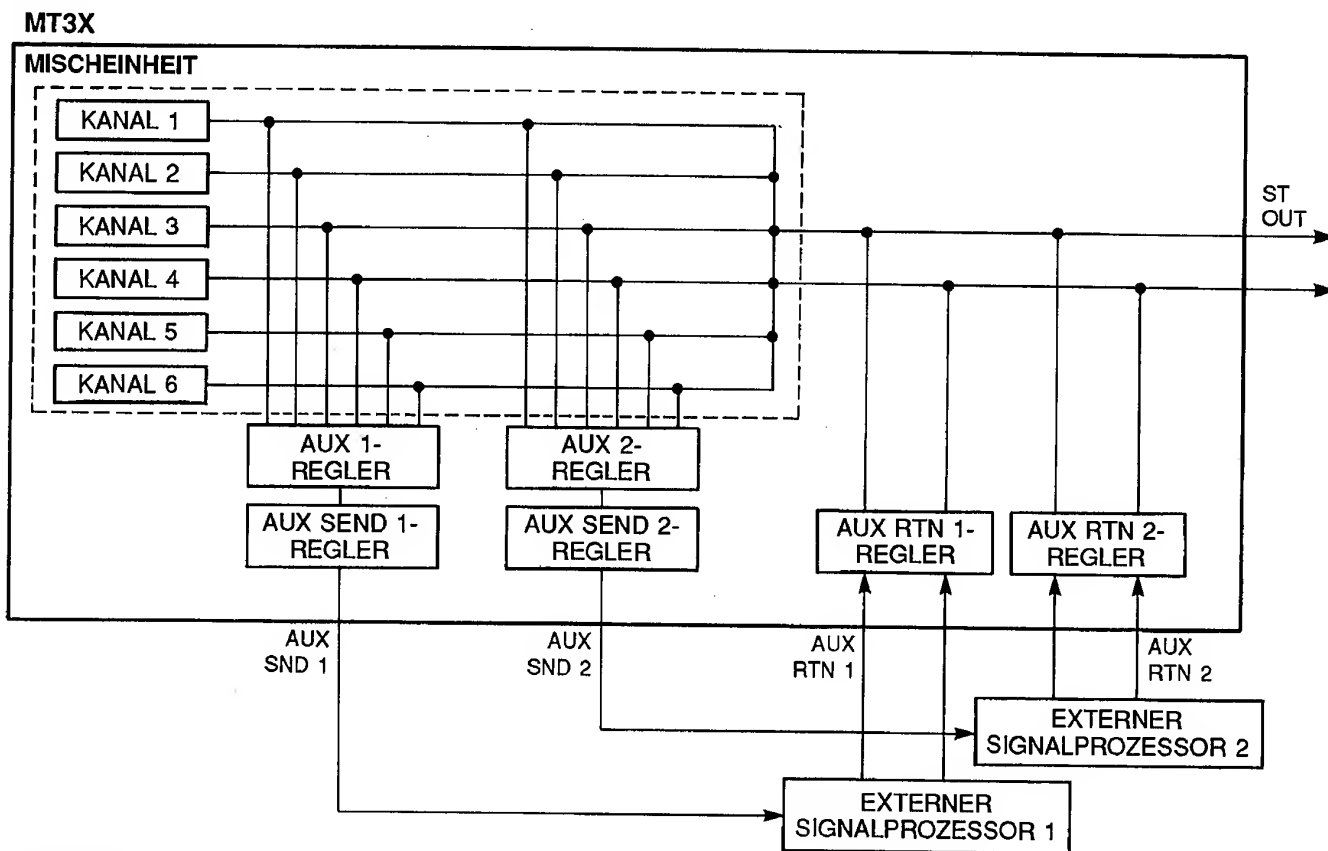 MT3X
MISCHEINHEIT
KANAL 1
KANAL 2
KANAL 3
KANAL 4
KANAL 5
KANAL 6
ST
OUT
AUX 1-
REGLER
AUX 2-
REGLER
AUX SEND 1-
REGLER
AUX SEND 2-
REGLER
AUX RTN 1-
REGLER
AUX RTN 2-
REGLER
AUX
SND 1
AUX
SND 2
AUX
RTN 1
AUX
RTN 2
EXTERNER
SIGNALPROZESSOR 2
EXTERNER
SIGNALPROZESSOR 1